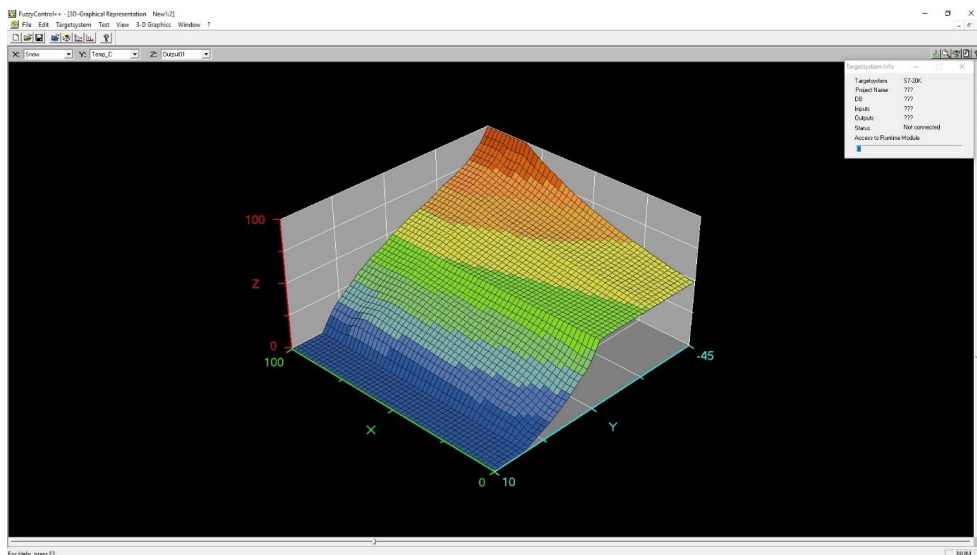 FuzzyControl++ - [3D-Graphical Representation New1:2]
File Edit Targetsystem Test View 3-D Graphics Window ?
X: Snow Y: Temp_C Z: Output01
Targetsystem Info
Targetsystem S7-20K
Project Name ???
DB ???
Inputs ???
Outputs ???
Status Not connected
Access to Runtime Module
100
Z
0
100
X
0
10
Y
-45
For Help, press F1
NUM